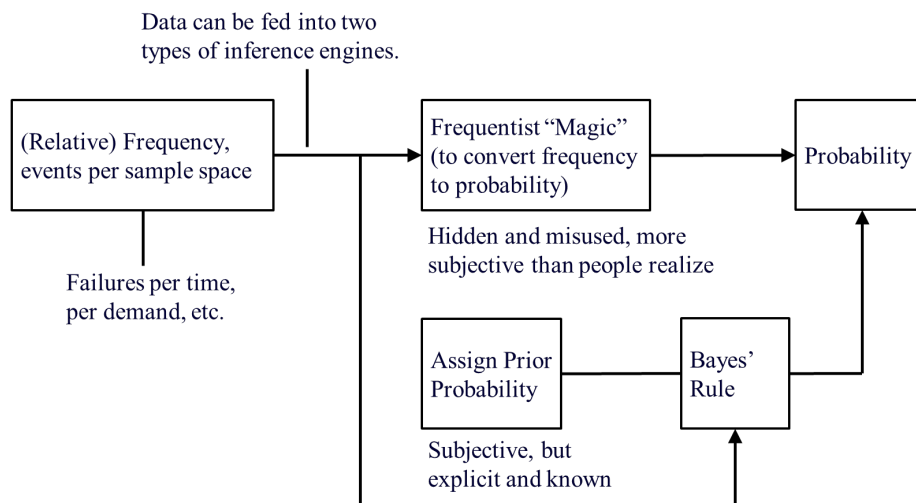 Data can be fed into two
types of inference engines.
(Relative) Frequency,
events per sample space
Frequentist “Magic”
(to convert frequency
to probability)
Probability
Hidden and misused, more
subjective than people realize
Failures per time,
per demand, etc.
Assign Prior
Probability
Bayes’
Rule
Subjective, but
explicit and known